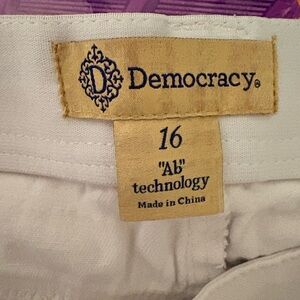 D Democracy®
16
"Ab"
technology
Made in China